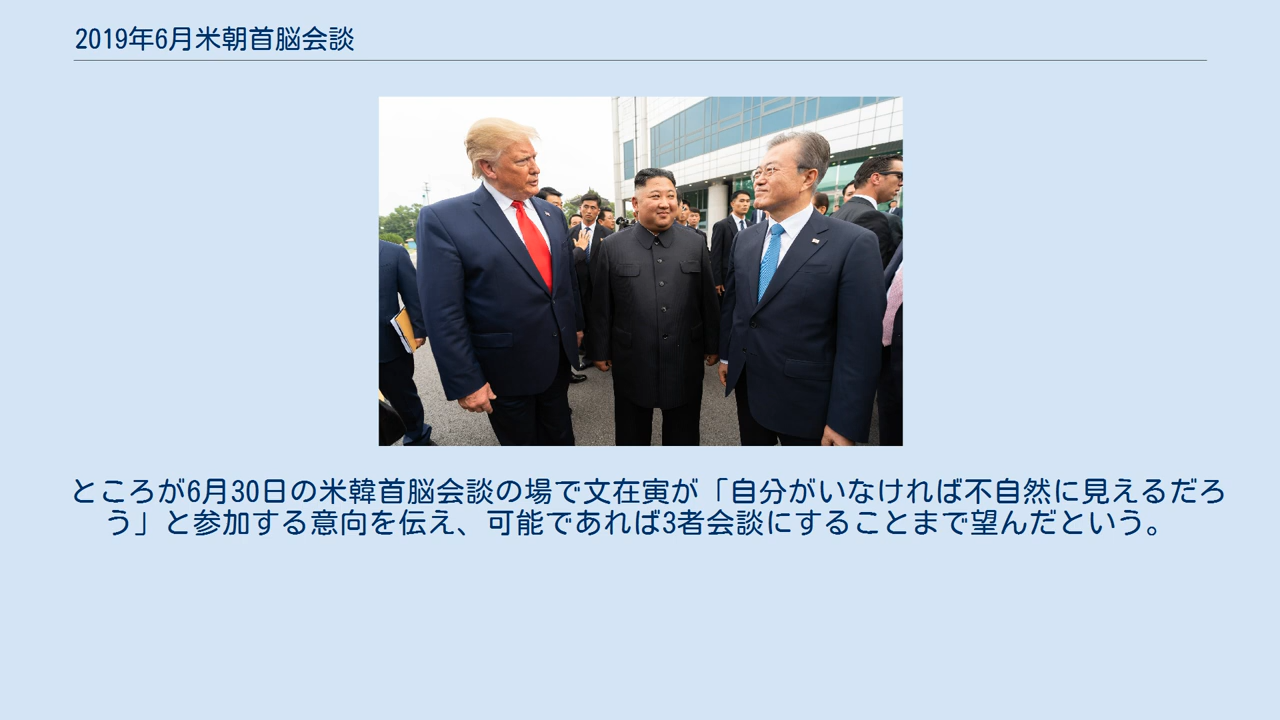 2019年6月米朝首脳会談
ところが6月30日の米韓首脳会談の場で文在寅が「自分がいなければ不自然に見えるだろ
う」と参加する意向を伝え、可能であれば3者会談にすることまで望んだという。